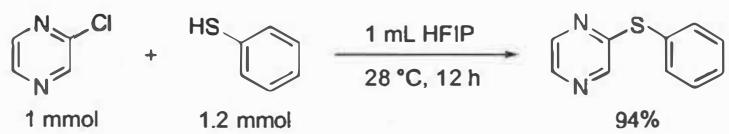 N
Cl
N
+
HS
1 mL HFIP
28 °C, 12 h
N
S
N
1 mmol
1.2 mmol
94%